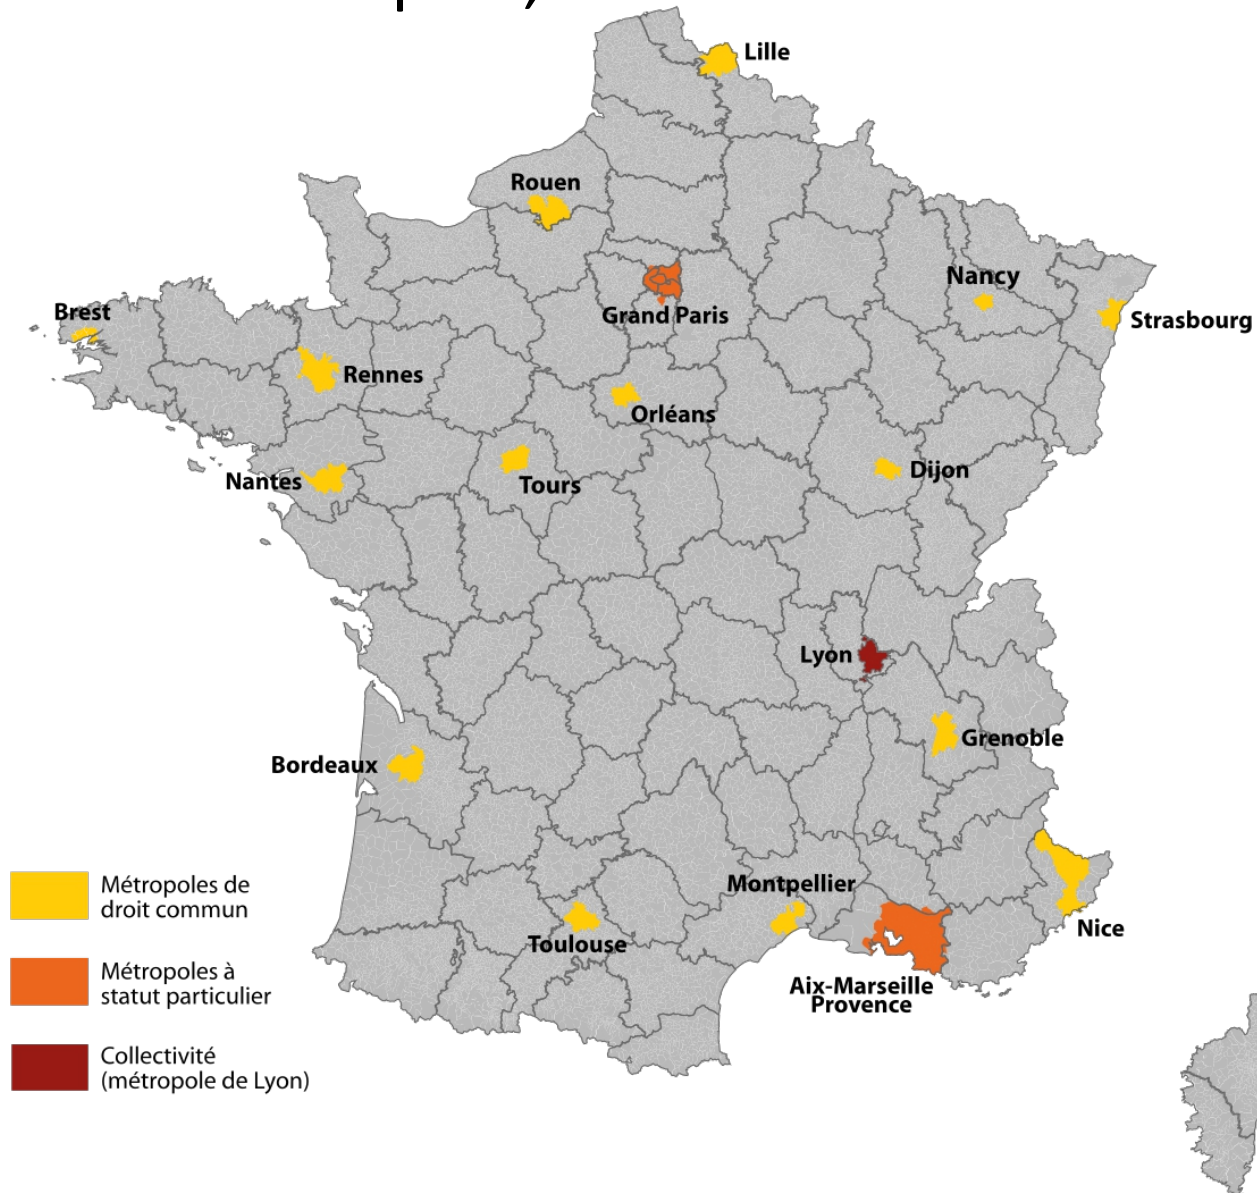 Lille
Rouen
Nancy
Grand Paris
Brest
Strasbourg
Rennes
Orléans
Nantes
Tours
Dijon
Lyon
Grenoble
Bordeaux
Métropoles de
droit commun
Montpellier
Toulouse
Nice
Métropoles à
statut particulier
Aix-Marseille
Provence
Collectivité
(métropole de Lyon)